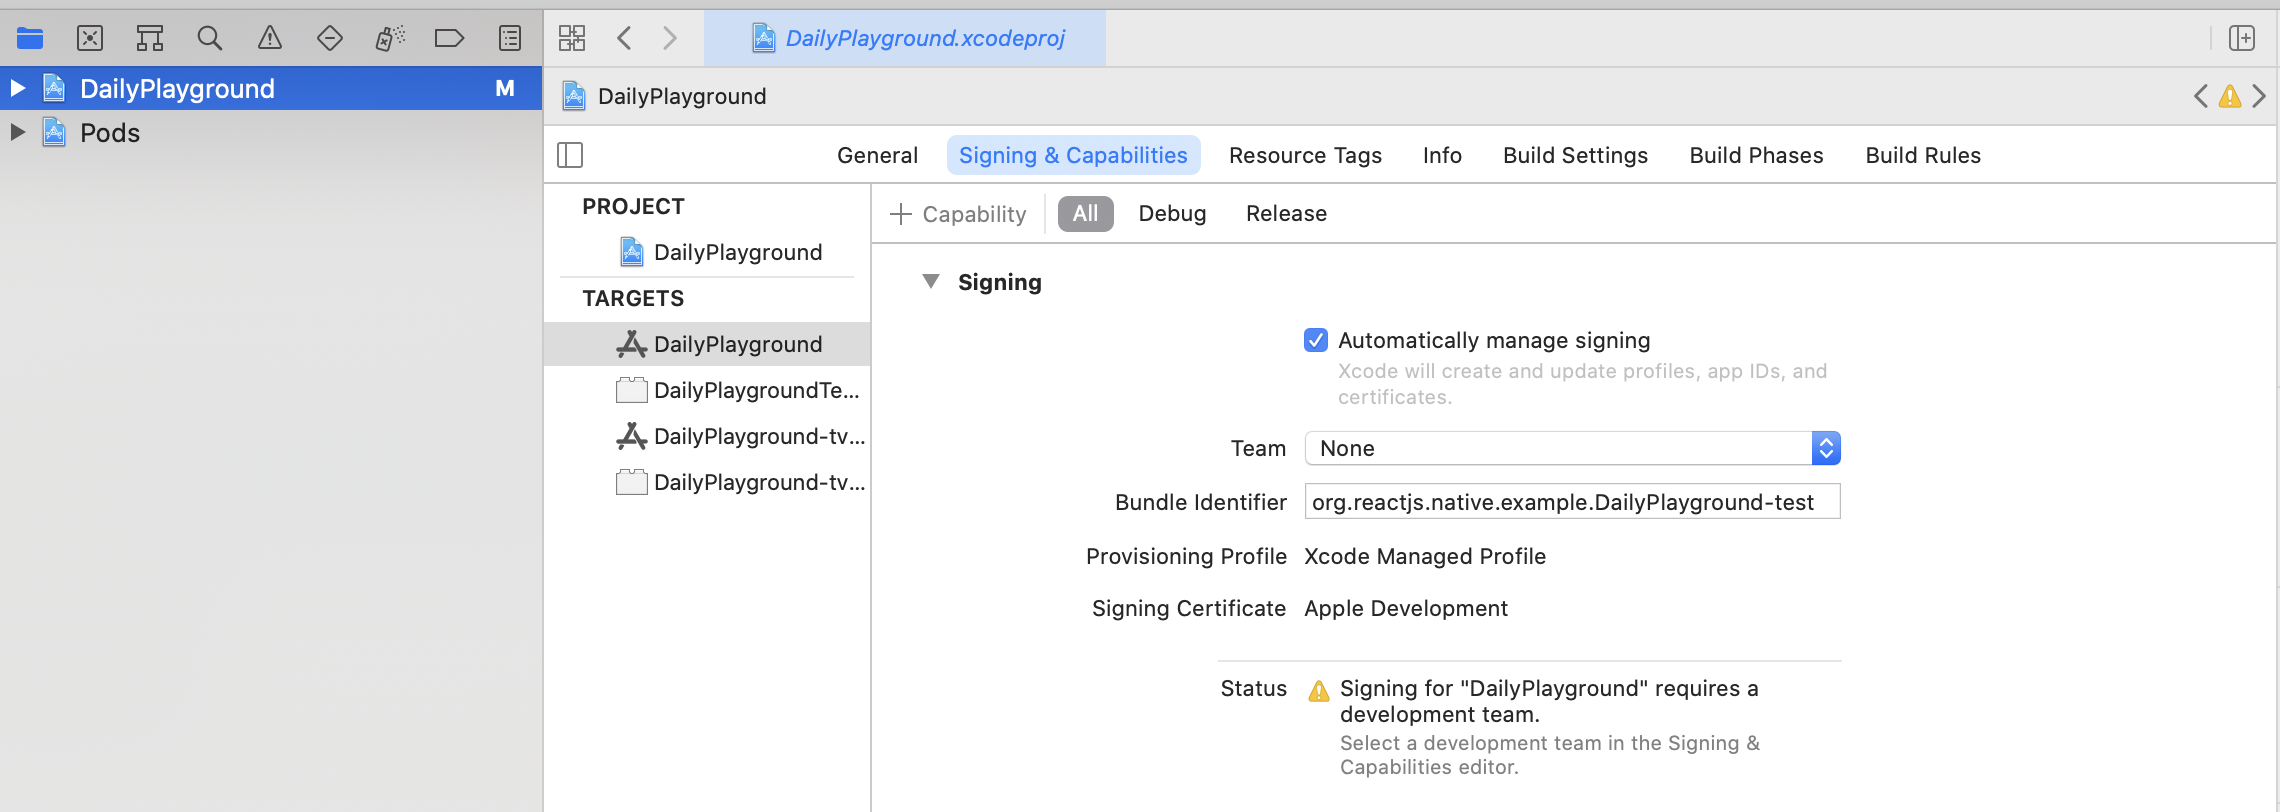 DailyPlayground.xcodeproj
DailyPlayground M
Pods
DailyPlayground
General Signing & Capabilities Resource Tags Info Build Settings Build Phases Build Rules
PROJECT
DailyPlayground
TARGETS
DailyPlayground
DailyPlaygroundTe...
DailyPlayground-tv...
DailyPlayground-tv...
+ Capability All Debug Release
Signing
Automatically manage signing
Xcode will create and update profiles, app IDs, and
certificates.
Team None
Bundle Identifier org.reactjs.native.example.DailyPlayground-test
Provisioning Profile Xcode Managed Profile
Signing Certificate Apple Development
Status Signing for "DailyPlayground" requires a
development team.
Select a development team in the Signing &
Capabilities editor.